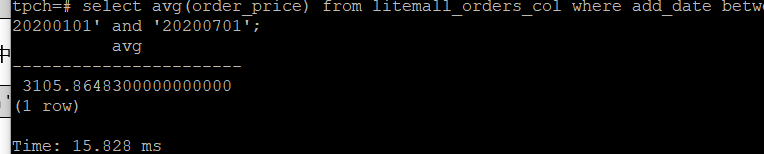 tpch=# select avg(order_price) from litemall_orders_col where add_date betw
20200101' and '20200701';
avg
------------------------
3105.8648300000000000
(1 row)
Time: 15.828 ms